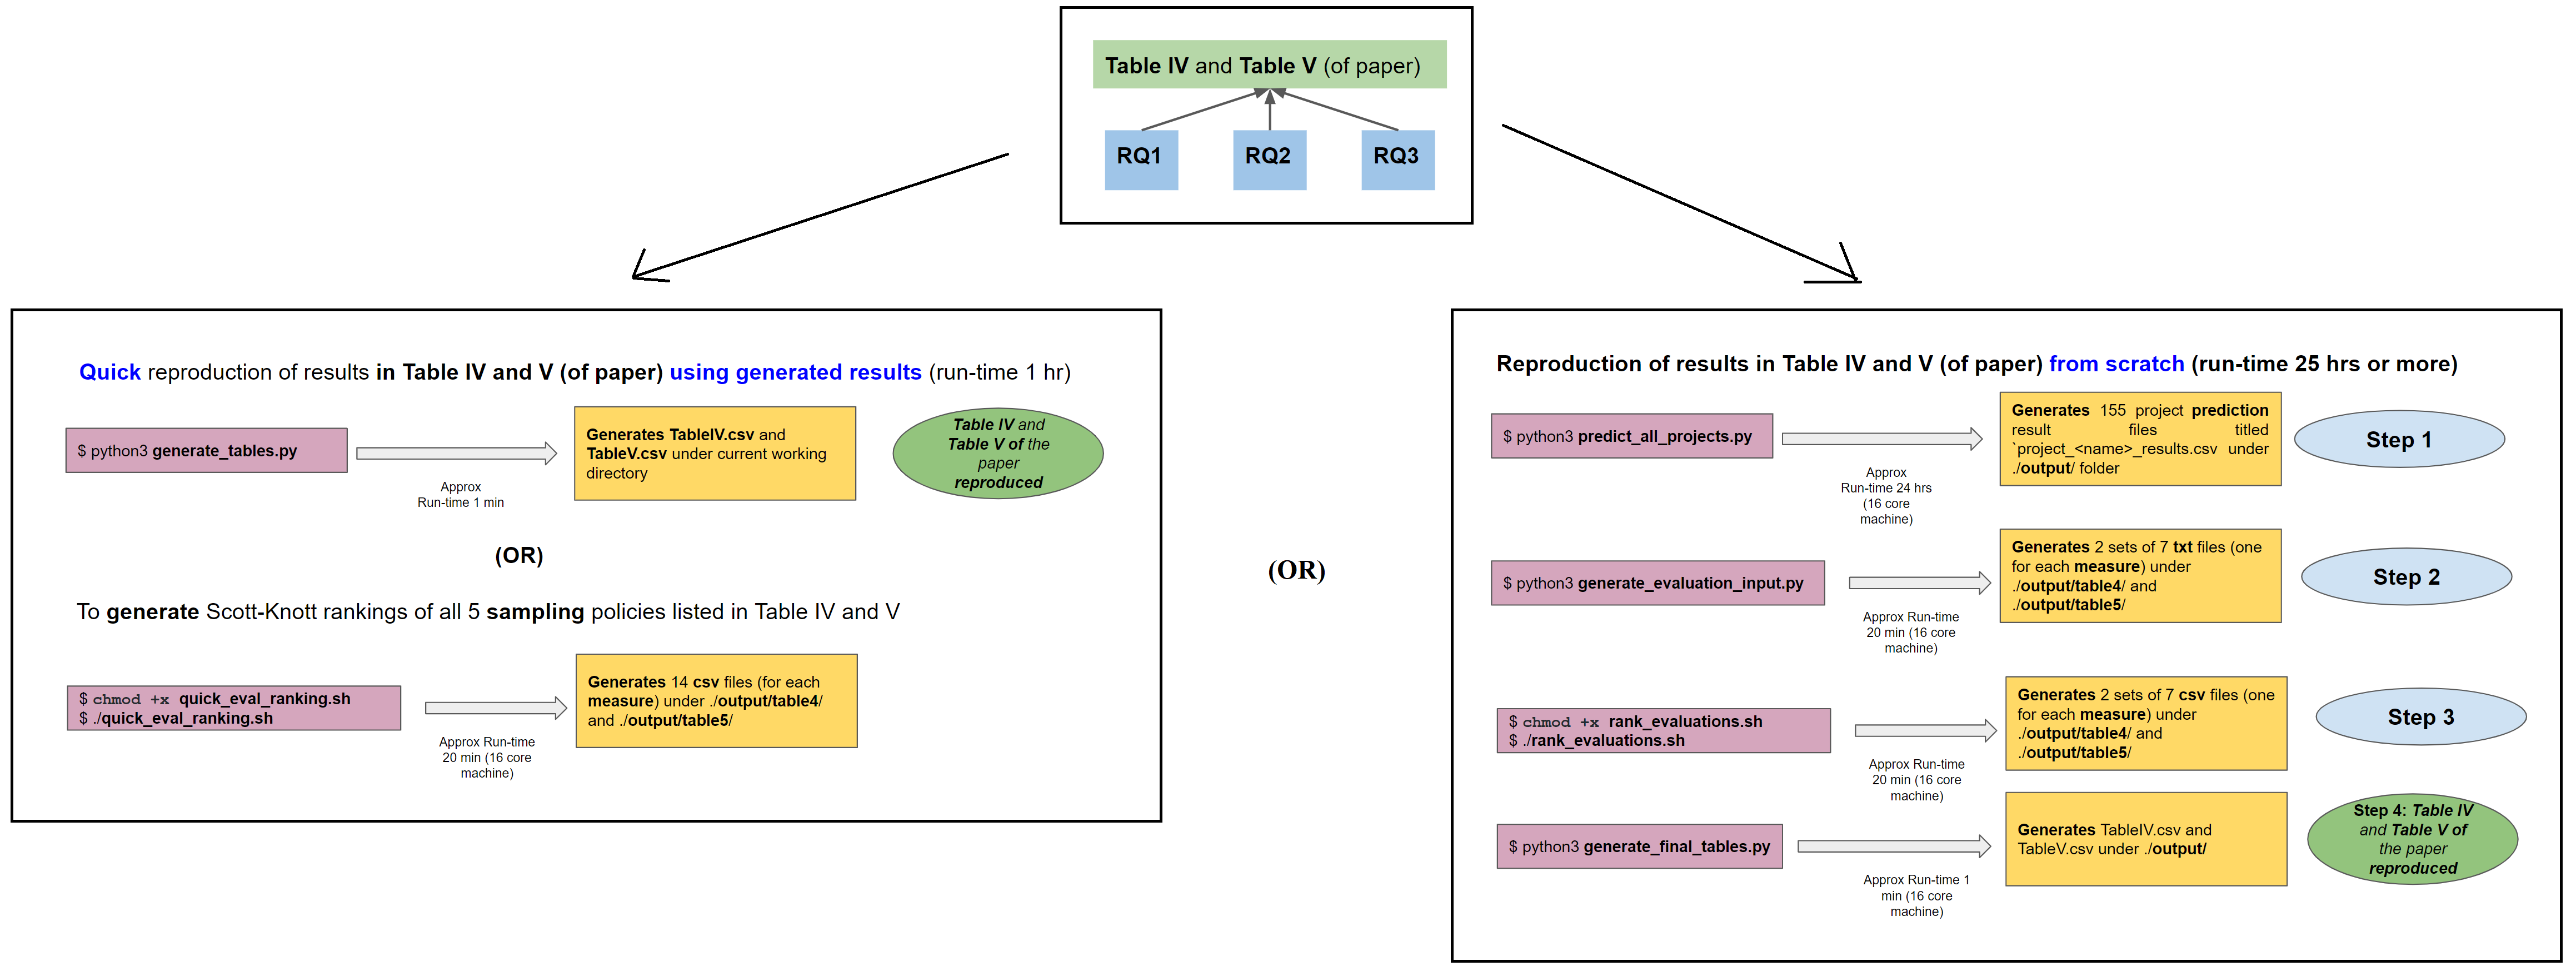 Table IV and Table V (of paper)
RQ1
RQ2
RQ3
Quick reproduction of results in Table IV and V (of paper) using generated results (run-time 1 hr)
$ python3 generate_tables.py
Approx
Run-time 1 min
Generates TableIV.csv and
TableV.csv under current working
directory
Table IV and
Table V of the
paper
reproduced
(OR)
To generate Scott-Knott rankings of all 5 sampling policies listed in Table IV and V
$ chmod +x quick_eval_ranking.sh
$ ./quick_eval_ranking.sh
Approx Run-time
20 min (16 core
machine)
Generates 14 csv files (for each
measure) under ./output/table4/
and ./output/table5/
(OR)
Reproduction of results in Table IV and V (of paper) from scratch (run-time 25 hrs or more)
$ python3 predict_all_projects.py
Approx
Run-time 24 hrs
(16 core
machine)
Generates 155 project prediction
result files titled
`project_<name>_results.csv under
./output/ folder
Step 1
$ python3 generate_evaluation_input.py
Approx Run-time
20 min (16 core
machine)
Generates 2 sets of 7 txt files (one
for each measure) under
./output/table4/ and
./output/table5/
Step 2
$ chmod +x rank_evaluations.sh
$ ./rank_evaluations.sh
Approx Run-time
20 min (16 core
machine)
Generates 2 sets of 7 csv files (one
for each measure) under
./output/table4/ and
./output/table5/
Step 3
$ python3 generate_final_tables.py
Approx Run-time 1
min (16 core
machine)
Generates TableIV.csv and
TableV.csv under ./output/
Step 4: Table IV
and Table V of
the paper
reproduced